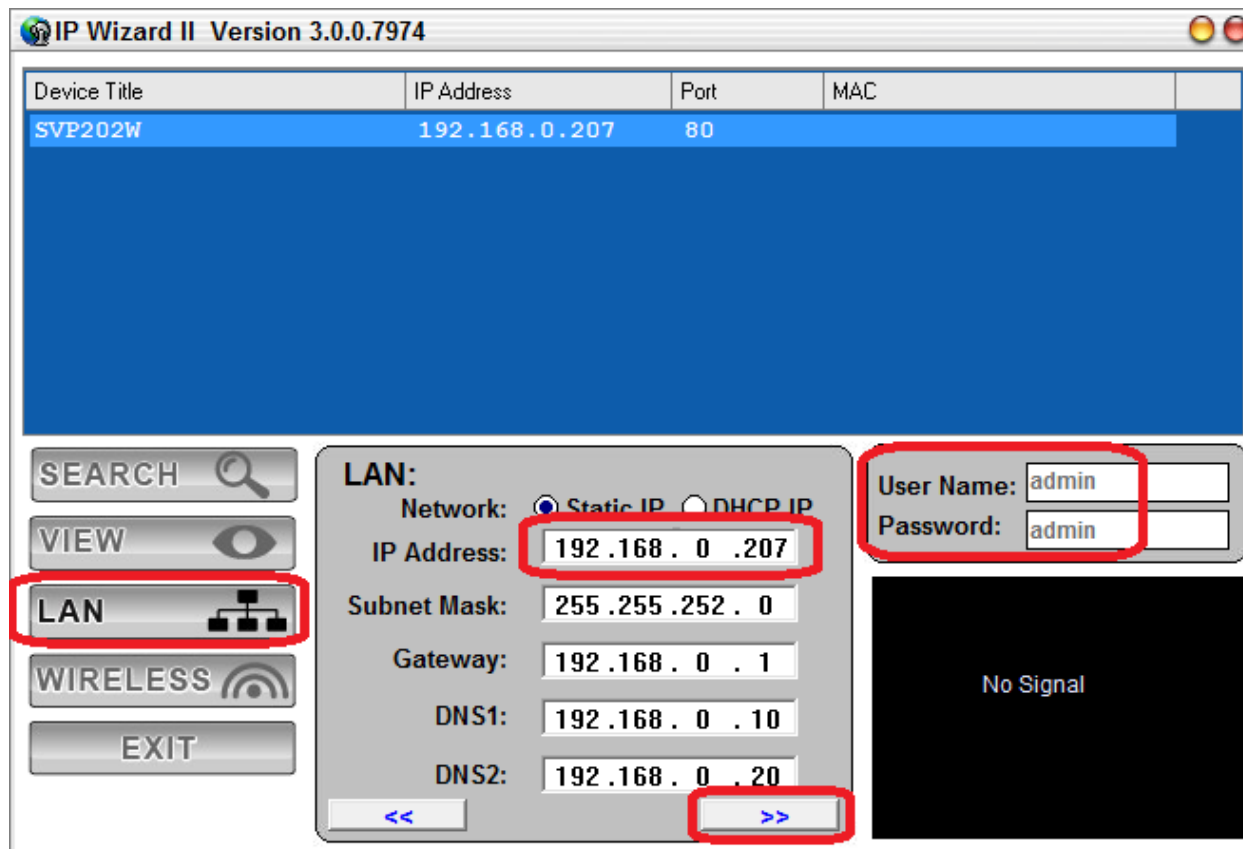 IP Wizard II Version 3.0.0.7974
Device Title IP Address Port MAC
SVP202W 192.168.0.207 80
SEARCH
VIEW
LAN
WIRELESS
EXIT
LAN:
Network: Static IP DHCP IP
IP Address: 192.168.0.207
Subnet Mask: 255.255.252.0
Gateway: 192.168.0.1
DNS1: 192.168.0.10
DNS2: 192.168.0.20
<< >>
User Name: admin
Password: admin
No Signal